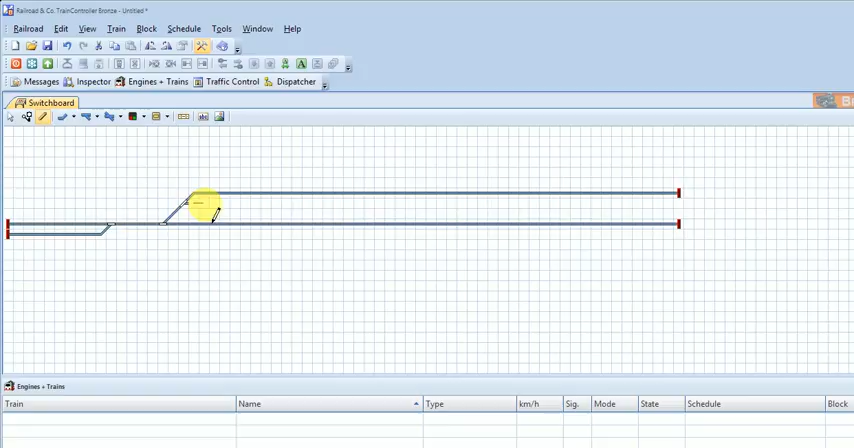 Railroad & Co. TrainController Bronze - Untitled *
Railroad Edit View Train Block Schedule Tools Window Help
Messages Inspector Engines + Trains Traffic Control Dispatcher
Switchboard
Engines + Trains
Train Name Type km/h Sig. Mode State Schedule Block